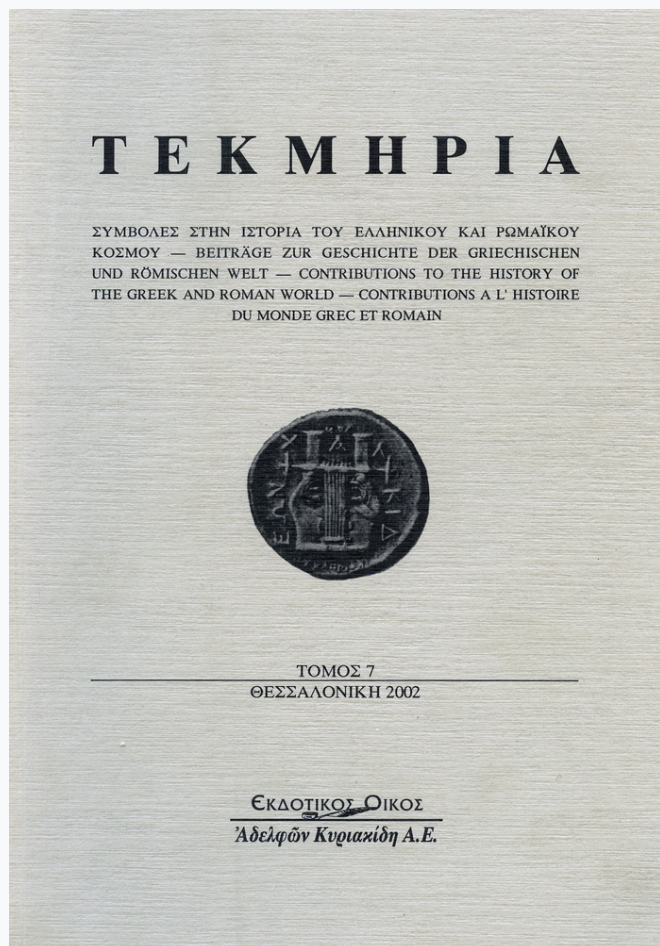 ΤΕΚΜΗΡΙΑ
ΣΥΜΒΟΛΕΣ ΣΤΗΝ ΙΣΤΟΡΙΑ ΤΟΥ ΕΛΛΗΝΙΚΟΥ ΚΑΙ ΡΩΜΑΪΚΟΥ
ΚΟΣΜΟΥ — BEITRÄGE ZUR GESCHICHTE DER GRIECHISCHEN
UND RÖMISCHEN WELT — CONTRIBUTIONS TO THE HISTORY OF
THE GREEK AND ROMAN WORLD — CONTRIBUTIONS A L' HISTOIRE
DU MONDE GREC ET ROMAIN
ΤΟΜΟΣ 7
ΘΕΣΣΑΛΟΝΙΚΗ 2002
ΕΚΔΟΤΙΚΟΣ ΟΙΚΟΣ
Ἀδελφῶν Κυριακίδη Α.Ε.